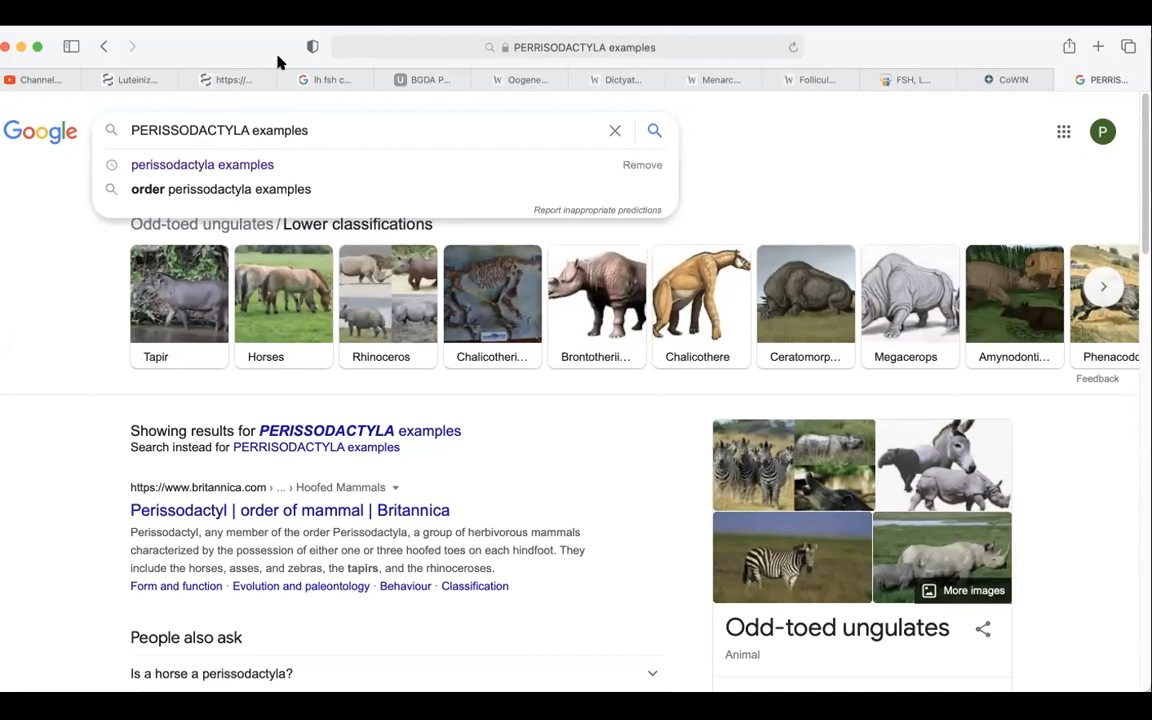 PERRISODACTYLA examples
Channel...
Luteiniz...
https://...
lh fsh c...
BGDA P...
Oogene...
Dictyat...
Menarc...
Follicul...
FSH, L...
CoWIN
PERRIS...
Google
PERISSODACTYLA examples
P
perissodactyla examples
Remove
order perissodactyla examples
Report inappropriate predictions
Odd-toed ungulates / Lower classifications
Tapir
Horses
Rhinoceros
Chalicotheri...
Brontotherii...
Chalicothere
Ceratomorp...
Megacerops
Amynodonti...
Phenacodo
Feedback
Showing results for PERISSODACTYLA examples
Search instead for PERRISODACTYLA examples
https://www.britannica.com › ... › Hoofed Mammals
Perissodactyl | order of mammal | Britannica
Perissodactyl, any member of the order Perissodactyla, a group of herbivorous mammals
characterized by the possession of either one or three hoofed toes on each hindfoot. They
include the horses, asses, and zebras, the tapirs, and the rhinoceroses.
Form and function · Evolution and paleontology · Behaviour · Classification
People also ask
Is a horse a perissodactyla?
More images
Odd-toed ungulates
Animal